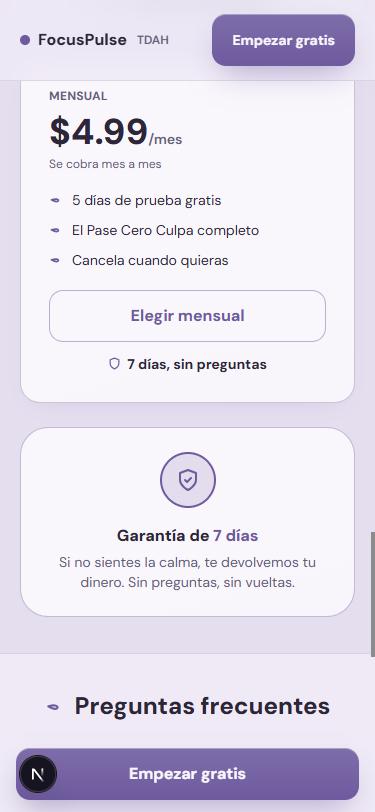 FocusPulse TDAH
Empezar gratis
MENSUAL
$4.99/mes
Se cobra mes a mes
5 días de prueba gratis
El Pase Cero Culpa completo
Cancela cuando quieras
Elegir mensual
7 días, sin preguntas
Garantía de 7 días
Si no sientes la calma, te devolvemos tu
dinero. Sin preguntas, sin vueltas.
Preguntas frecuentes
N
Empezar gratis